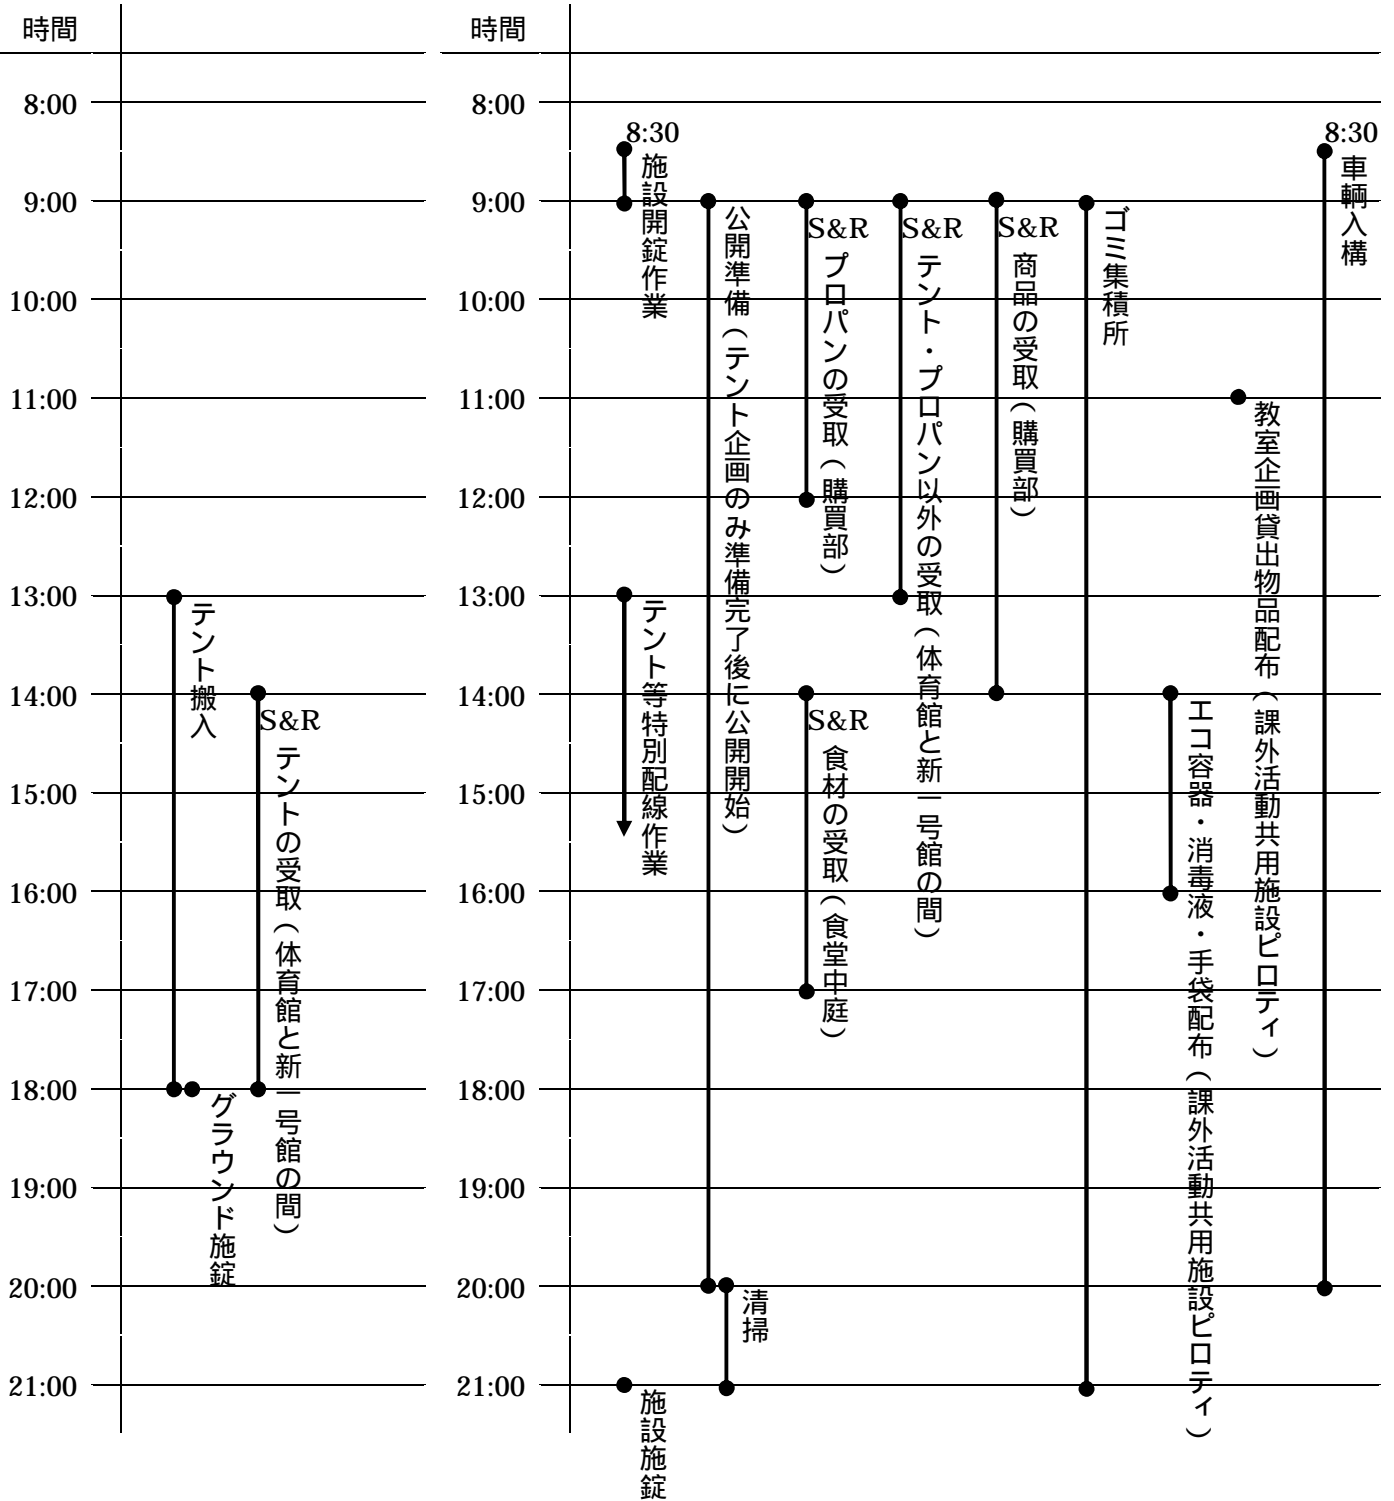 時間
8:00
9:00
10:00
11:00
12:00
13:00
14:00
15:00
16:00
17:00
18:00
19:00
20:00
21:00
テント搬入
S&R
テントの受取(体育館と新一号館の間)
グラウンド施錠
時間
8:00
9:00
10:00
11:00
12:00
13:00
14:00
15:00
16:00
17:00
18:00
19:00
20:00
21:00
8:30
施設開錠作業
テント等特別配線作業
施設施錠
公開準備(テント企画のみ準備完了後に公開開始)
清掃
S&R
プロパンの受取(購買部)
S&R
食材の受取(食堂中庭)
S&R
テント・プロパン以外の受取(体育館と新一号館の間)
S&R
商品の受取(購買部)
ゴミ集積所
エコ容器・消毒液・手袋配布(課外活動共用施設ピロティ)
教室企画貸出物品配布(課外活動共用施設ピロティ)
8:30
車輌入構